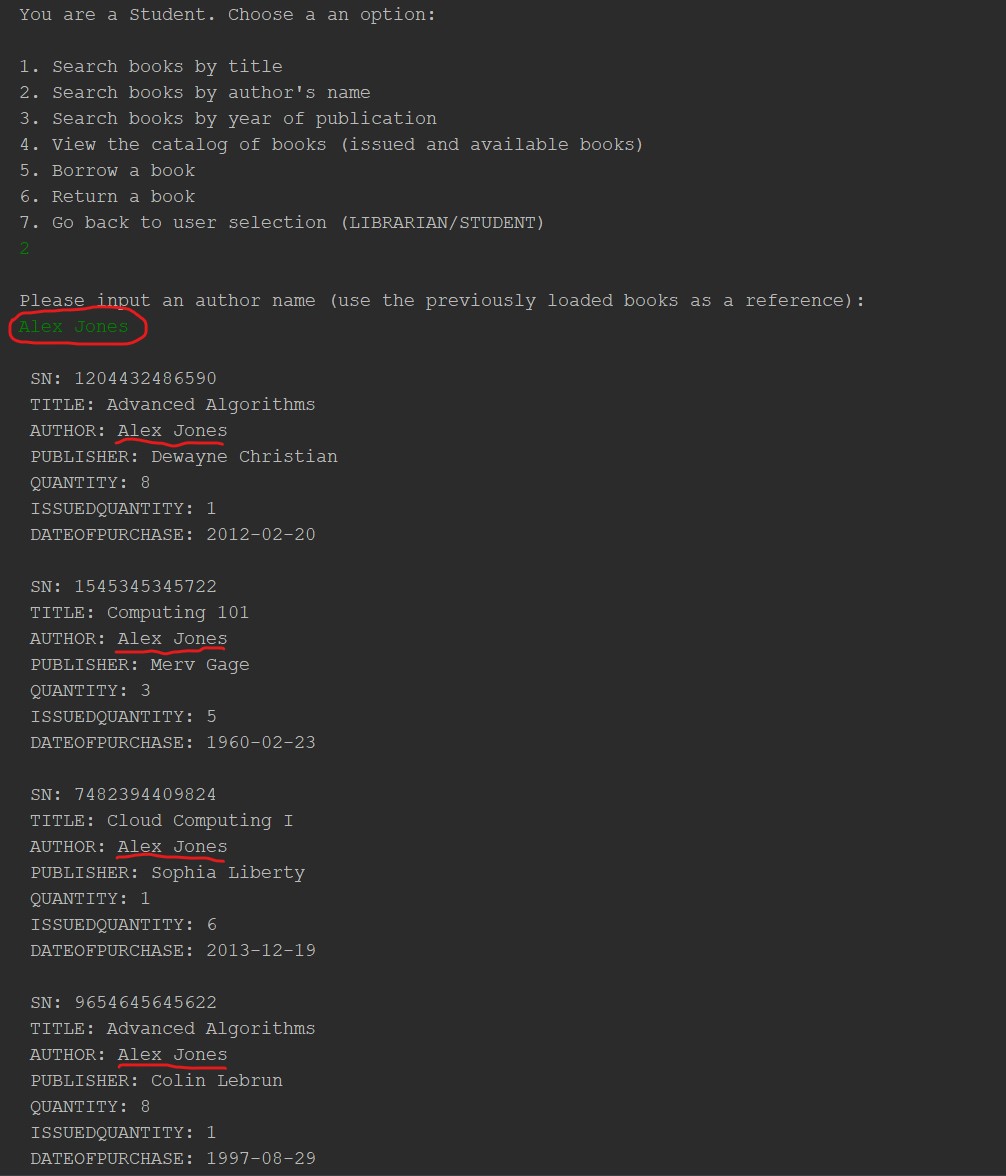 You are a Student. Choose a an option:
1. Search books by title
2. Search books by author's name
3. Search books by year of publication
4. View the catalog of books (issued and available books)
5. Borrow a book
6. Return a book
7. Go back to user selection (LIBRARIAN/STUDENT)
2
Please input an author name (use the previously loaded books as a reference):
Alex Jones
SN: 1204432486590
TITLE: Advanced Algorithms
AUTHOR: Alex Jones
PUBLISHER: Dewayne Christian
QUANTITY: 8
ISSUEDQUANTITY: 1
DATEOFPURCHASE: 2012-02-20
SN: 1545345345722
TITLE: Computing 101
AUTHOR: Alex Jones
PUBLISHER: Merv Gage
QUANTITY: 3
ISSUEDQUANTITY: 5
DATEOFPURCHASE: 1960-02-23
SN: 7482394409824
TITLE: Cloud Computing I
AUTHOR: Alex Jones
PUBLISHER: Sophia Liberty
QUANTITY: 1
ISSUEDQUANTITY: 6
DATEOFPURCHASE: 2013-12-19
SN: 9654645645622
TITLE: Advanced Algorithms
AUTHOR: Alex Jones
PUBLISHER: Colin Lebrun
QUANTITY: 8
ISSUEDQUANTITY: 1
DATEOFPURCHASE: 1997-08-29